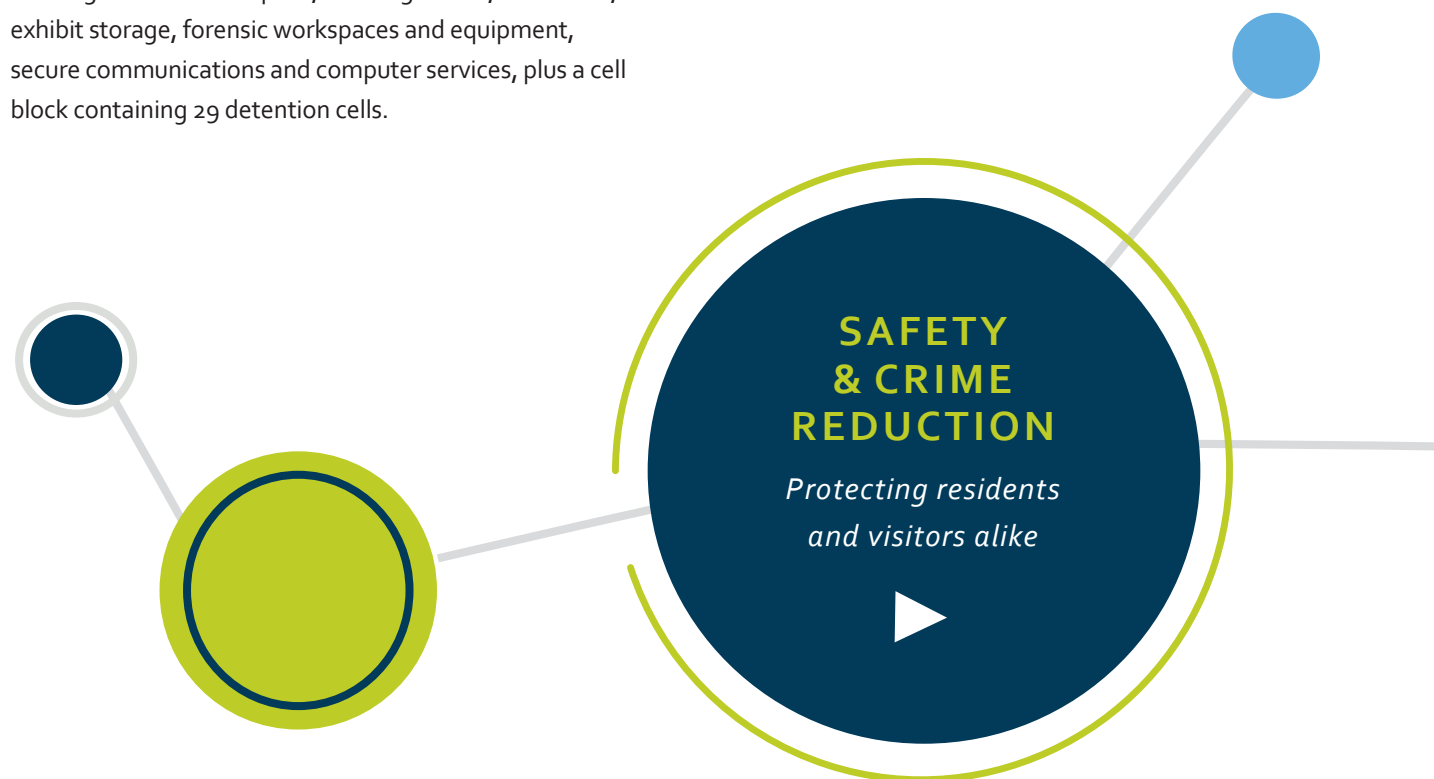 exhibit storage, forensic workspaces and equipment,
secure communications and computer services, plus a cell
block containing 29 detention cells.
SAFETY
& CRIME
REDUCTION
Protecting residents
and visitors alike